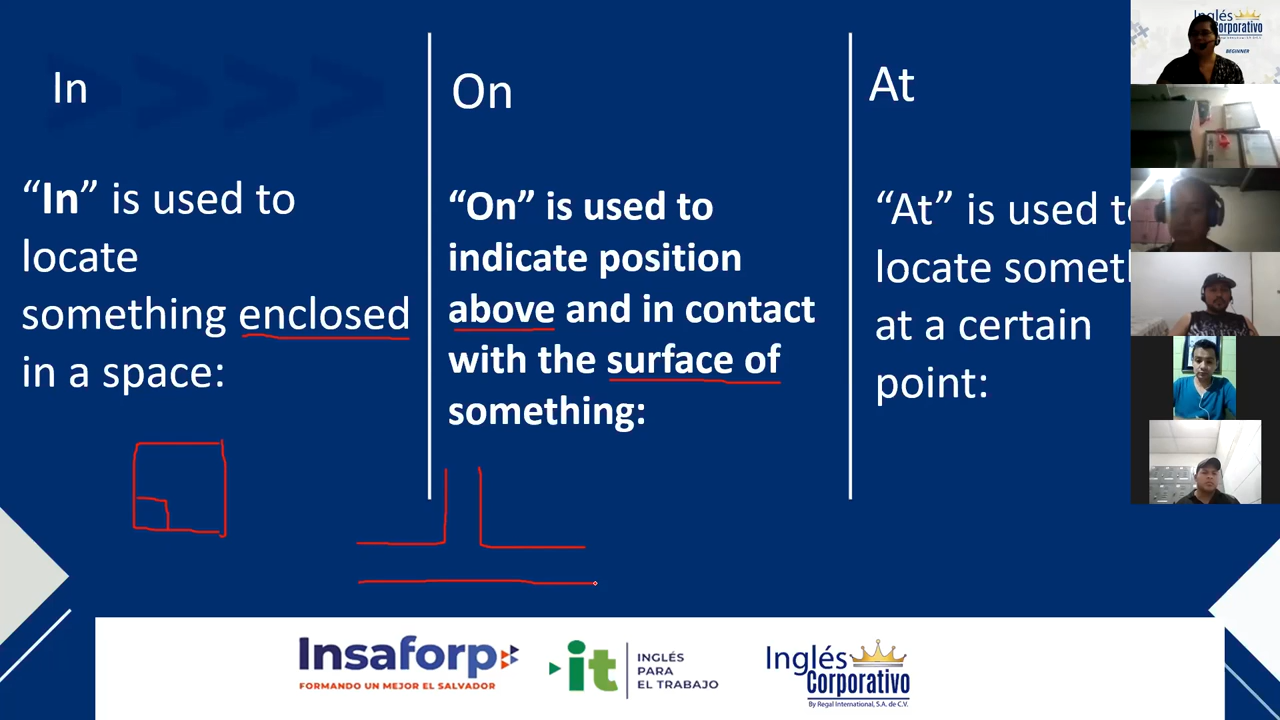 In
“In” is used to
locate
something enclosed
in a space:
On
“On” is used to
indicate position
above and in contact
with the surface of
something:
At
“At” is used to
locate somet
at a certain
point:
Inglés
Corporativo
BEGINNER
Insaforp
FORMANDO UN MEJOR EL SALVADOR
it
INGLÉS
PARA
EL TRABAJO
Inglés
Corporativo
By Regal International, S.A. de C.V.